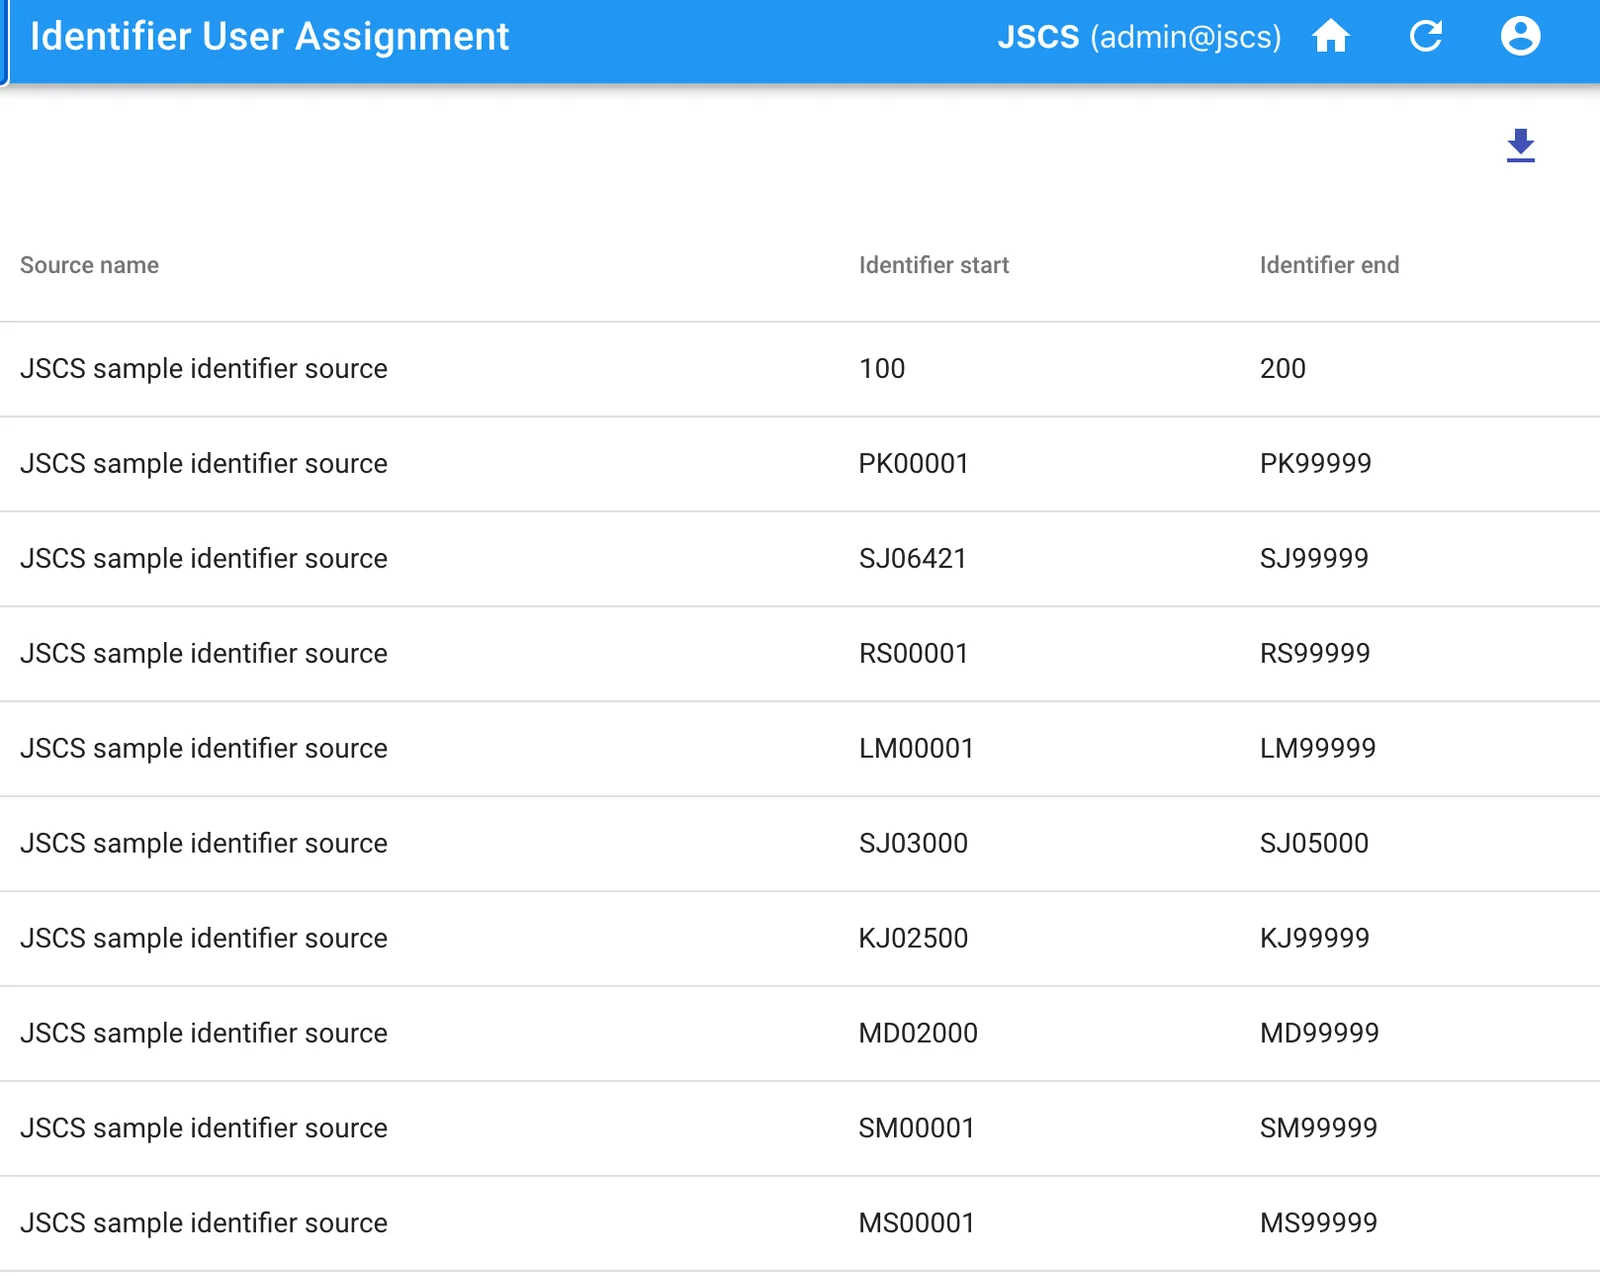 Identifier User Assignment JSCS (admin@jscs)
Source name Identifier start Identifier end
JSCS sample identifier source 100 200
JSCS sample identifier source PK00001 PK99999
JSCS sample identifier source SJ06421 SJ99999
JSCS sample identifier source RS00001 RS99999
JSCS sample identifier source LM00001 LM99999
JSCS sample identifier source SJ03000 SJ05000
JSCS sample identifier source KJ02500 KJ99999
JSCS sample identifier source MD02000 MD99999
JSCS sample identifier source SM00001 SM99999
JSCS sample identifier source MS00001 MS99999